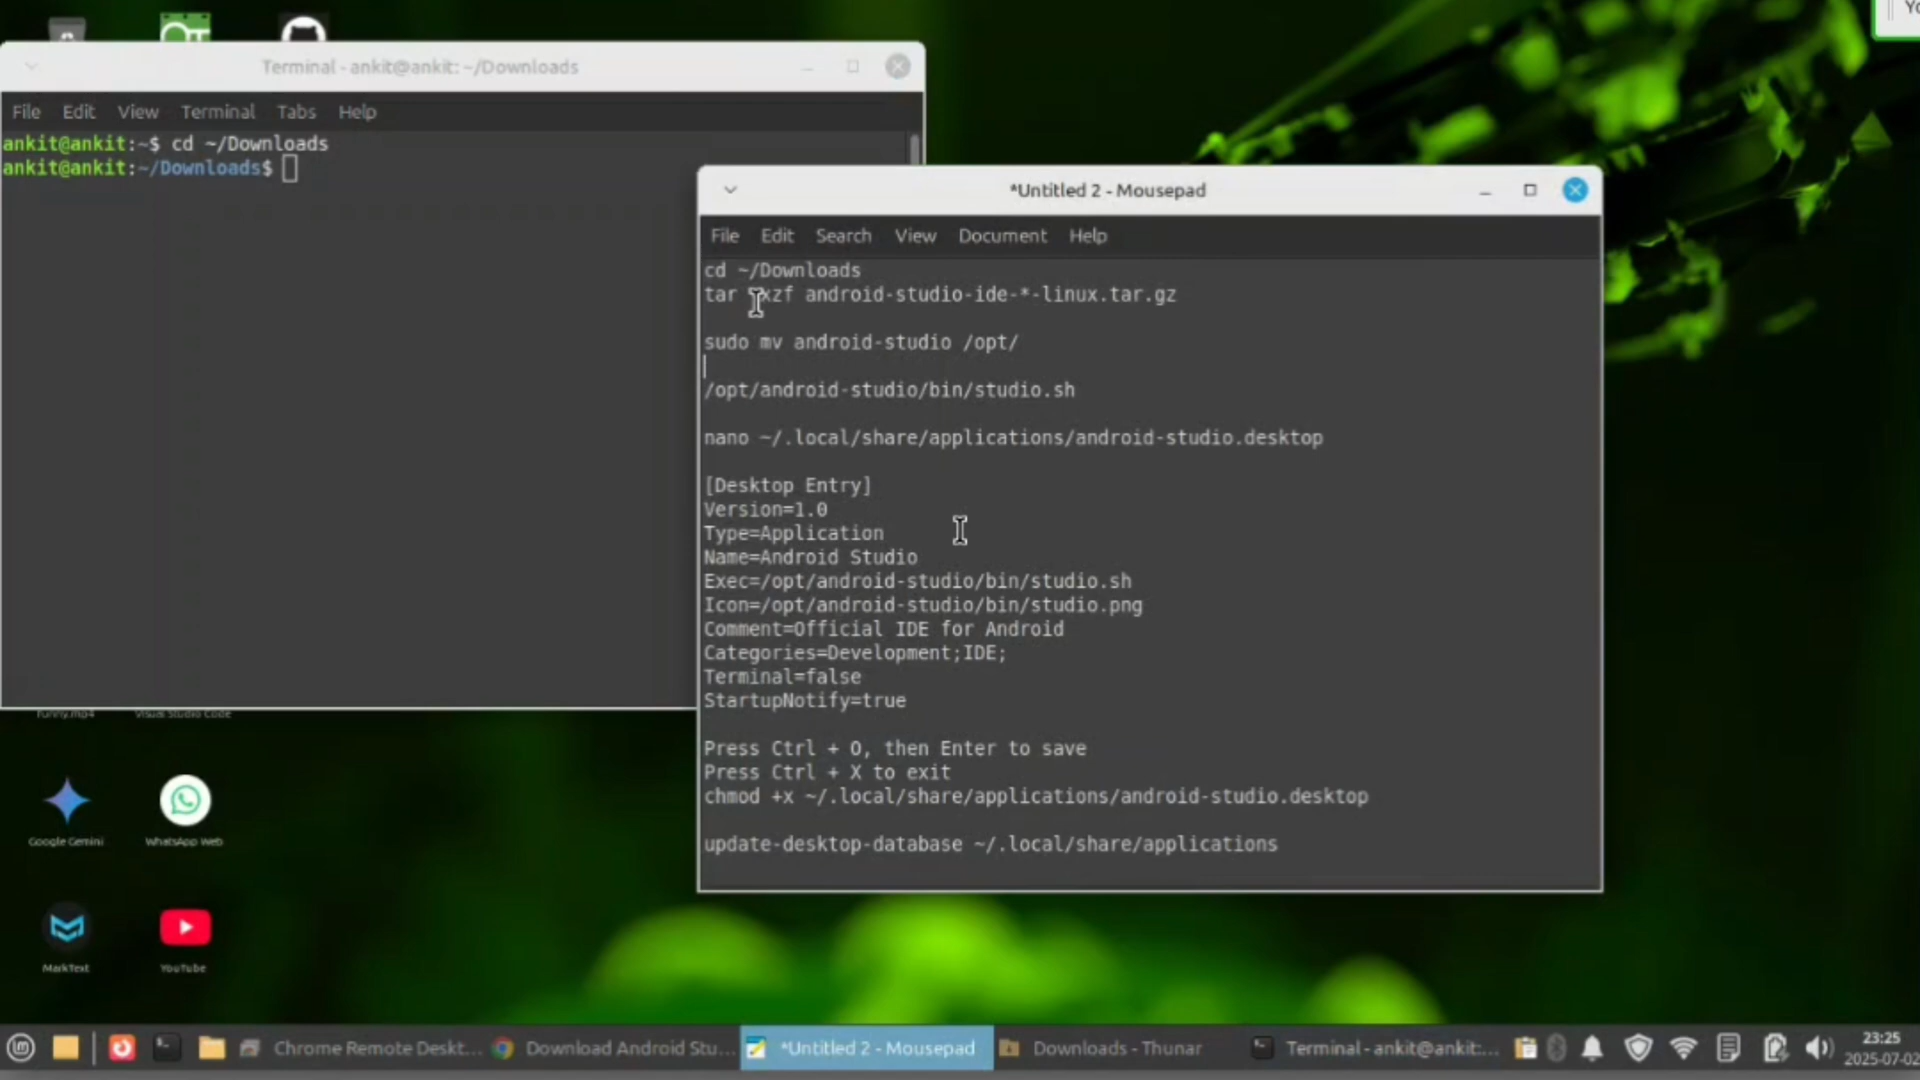 Terminal - ankit@ankit: ~/Downloads
File Edit View Terminal Tabs Help
ankit@ankit:~$ cd ~/Downloads
ankit@ankit:~/Downloads$
*Untitled 2 - Mousepad
File Edit Search View Document Help
cd ~/Downloads
tar xzf android-studio-ide-*-linux.tar.gz
sudo mv android-studio /opt/
/opt/android-studio/bin/studio.sh
nano ~/.local/share/applications/android-studio.desktop
[Desktop Entry]
Version=1.0
Type=Application
Name=Android Studio
Exec=/opt/android-studio/bin/studio.sh
Icon=/opt/android-studio/bin/studio.png
Comment=Official IDE for Android
Categories=Development;IDE;
Terminal=false
StartupNotify=true
Press Ctrl + O, then Enter to save
Press Ctrl + X to exit
chmod +x ~/.local/share/applications/android-studio.desktop
update-desktop-database ~/.local/share/applications
funny.mp4 Visual Studio Code
Google Gemini WhatsApp Web
MarkText YouTube
Chrome Remote Deskt... Download Android Stu... *Untitled 2 - Mousepad Downloads - Thunar Terminal - ankit@ankit:...
23:25
2025-07-02